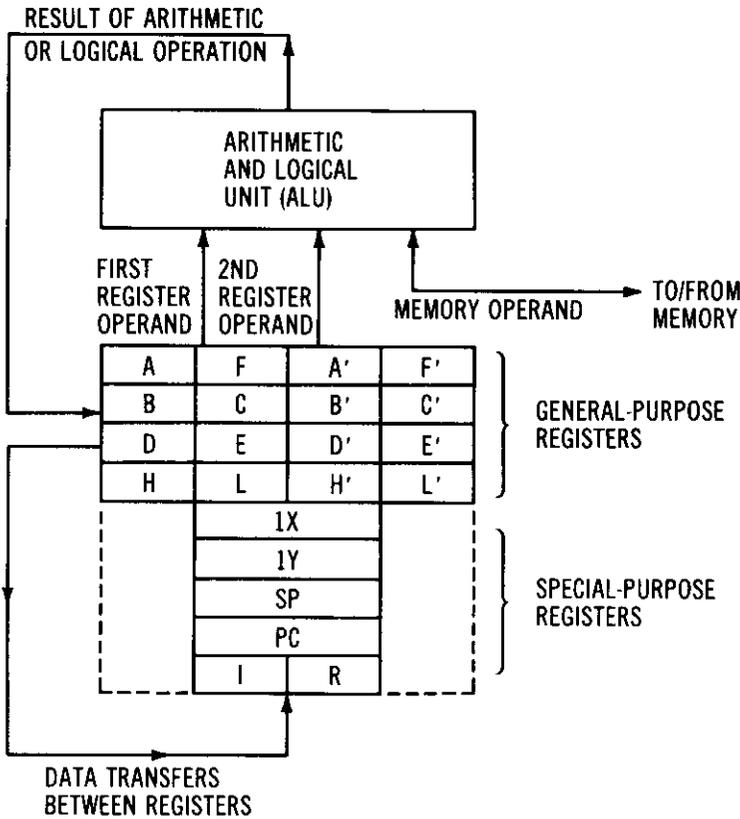 RESULT OF ARITHMETIC
OR LOGICAL OPERATION
ARITHMETIC
AND LOGICAL
UNIT (ALU)
FIRST
REGISTER
OPERAND
2ND
REGISTER
OPERAND
MEMORY OPERAND
TO/FROM
MEMORY
A F A' F'
B C B' C'
D E D' E'
H L H' L'
GENERAL-PURPOSE
REGISTERS
1X
1Y
SP
PC
I R
SPECIAL-PURPOSE
REGISTERS
DATA TRANSFERS
BETWEEN REGISTERS